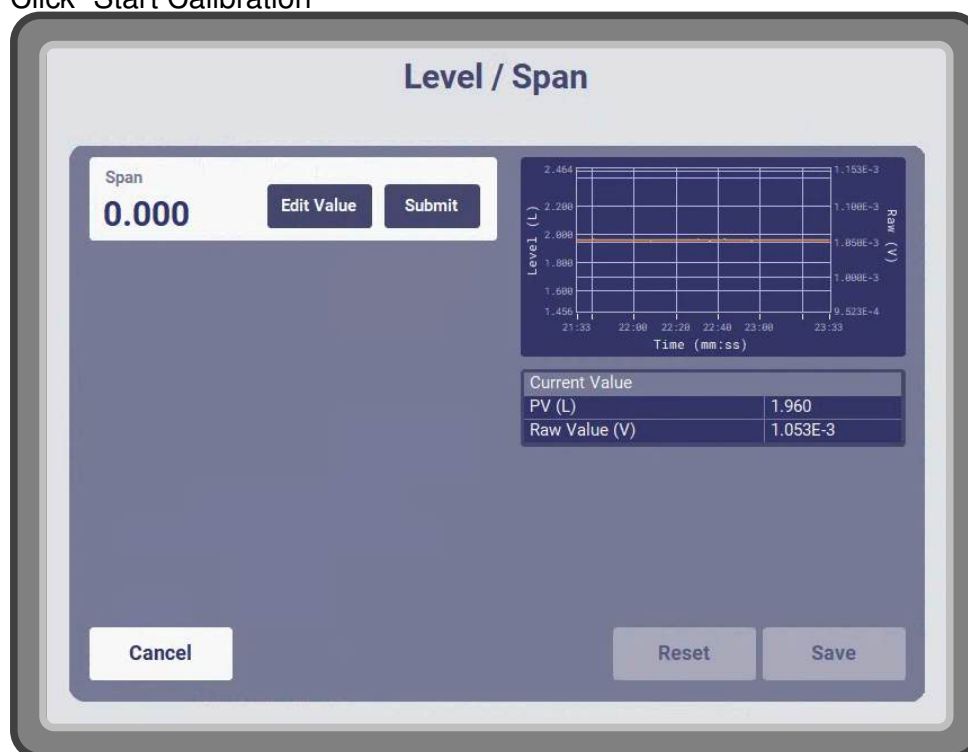 Click "Start Calibration"
Level / Span
Span
0.000
Edit Value
Submit
2.464
2.200
2.000
1.800
1.600
1.456
Level (L)
1.153E-3
1.100E-3
1.050E-3
1.000E-3
9.523E-4
Raw (V)
21:33 22:00 22:20 22:40 23:00 23:33
Time (mm:ss)
Current Value
PV (L) 1.960
Raw Value (V) 1.053E-3
Cancel
Reset
Save